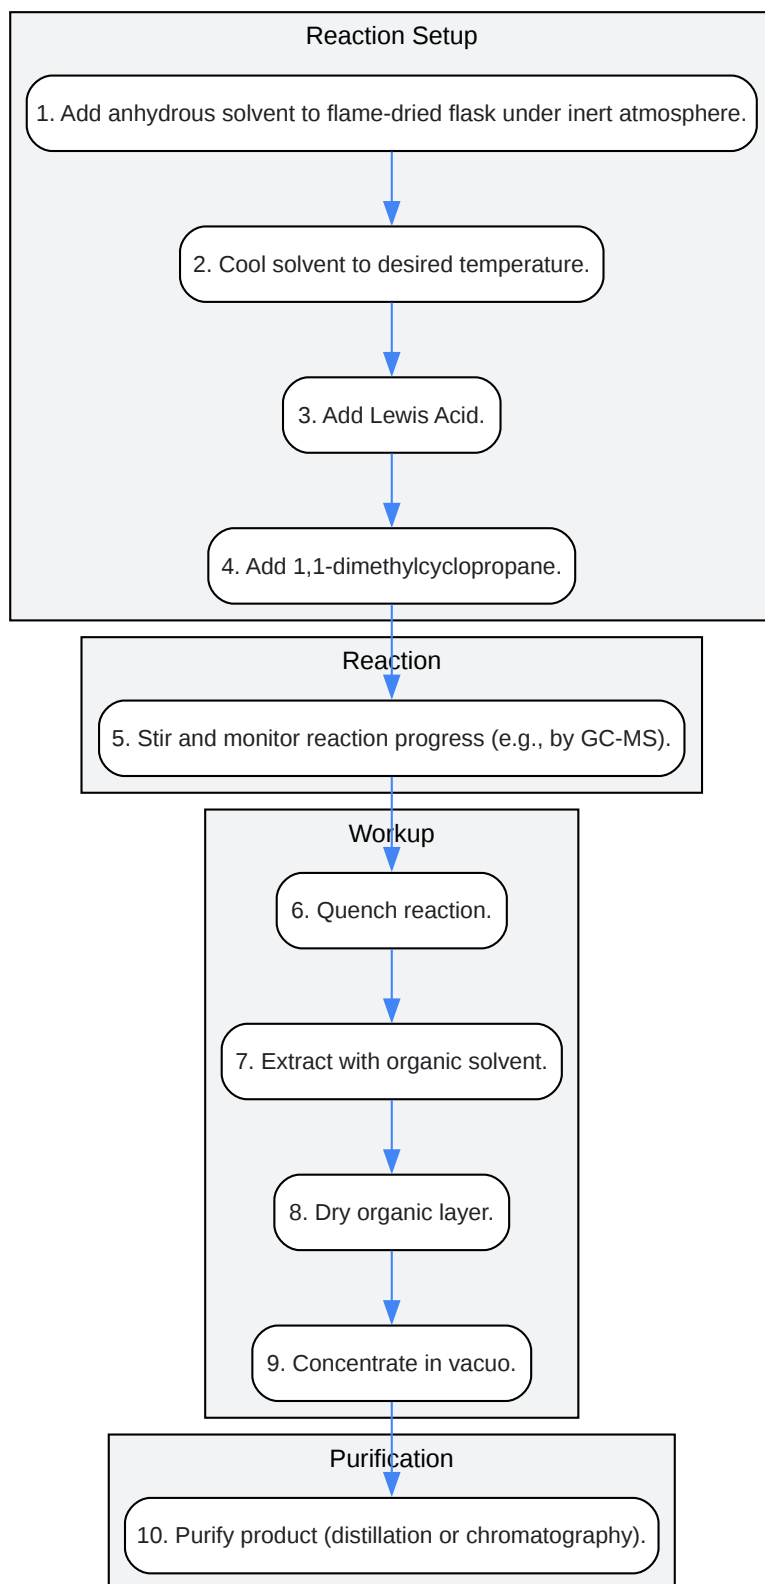 Reaction Setup
1. Add anhydrous solvent to flame-dried flask under inert atmosphere.
2. Cool solvent to desired temperature.
3. Add Lewis Acid.
4. Add 1,1-dimethylcyclopropane.
Reaction
5. Stir and monitor reaction progress (e.g., by GC-MS).
Workup
6. Quench reaction.
7. Extract with organic solvent.
8. Dry organic layer.
9. Concentrate in vacuo.
Purification
10. Purify product (distillation or chromatography).